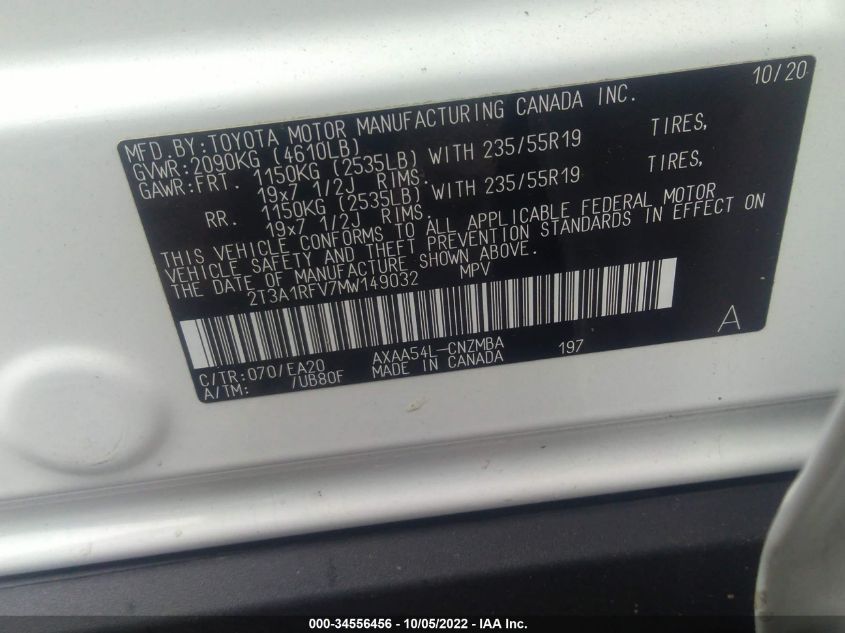 10/20
MFD. BY: TOYOTA MOTOR MANUFACTURING CANADA INC.
GVWR: 2090KG (4610LB)
GAWR: FRT. 1150KG (2535LB) WITH 235/55R19 TIRES,
19x7 1/2J RIMS.
RR. 1150KG (2535LB) WITH 235/55R19 TIRES,
19x7 1/2J RIMS.
THIS VEHICLE CONFORMS TO ALL APPLICABLE FEDERAL MOTOR
VEHICLE SAFETY AND THEFT PREVENTION STANDARDS IN EFFECT ON
THE DATE OF MANUFACTURE SHOWN ABOVE.
2T3A1RFV7MW149032 MPV
A
C/TR: 070/EA20 AXAA54L-CNZMBA 197
A/TM: /UB80F MADE IN CANADA
000-34556456 - 10/05/2022 - IAA Inc.